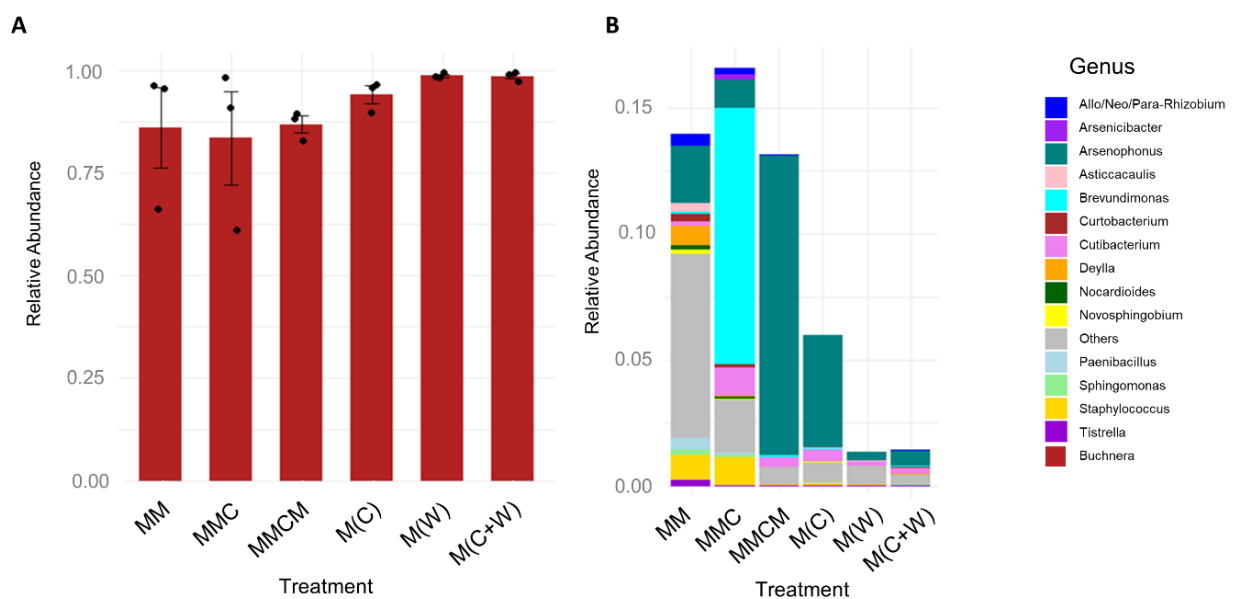 A
Relative Abundance
1.00
0.75
0.50
0.25
0.00
MM
MMC
MMCM
M(C)
M(W)
M(C+W)
Treatment
B
Relative Abundance
0.15
0.10
0.05
0.00
MM
MMC
MMCM
M(C)
M(W)
M(C+W)
Treatment
Genus
Allo/Neo/Para-Rhizobium
Arsenicibacter
Arsenophonus
Asticcacaulis
Brevundimonas
Curtobacterium
Cutibacterium
Deylla
Nocardioides
Novosphingobium
Others
Paenibacillus
Sphingomonas
Staphylococcus
Tistrella
Buchnera